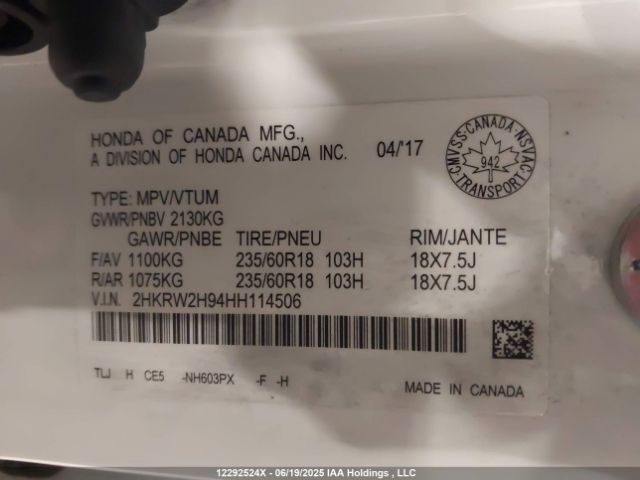 HONDA OF CANADA MFG.,
A DIVISION OF HONDA CANADA INC. 04/'17
CMVSS·CANADA·NSVAC
942
TRANSPORT
TYPE: MPV/VTUM
GVWR/PNBV 2130KG
GAWR/PNBE TIRE/PNEU RIM/JANTE
F/AV 1100KG 235/60R18 103H 18X7.5J
R/AR 1075KG 235/60R18 103H 18X7.5J
V.I.N. 2HKRW2H94HH114506
TLJ H CE5 -NH603PX -F -H
MADE IN CANADA
12292524X - 06/19/2025 IAA Holdings , LLC